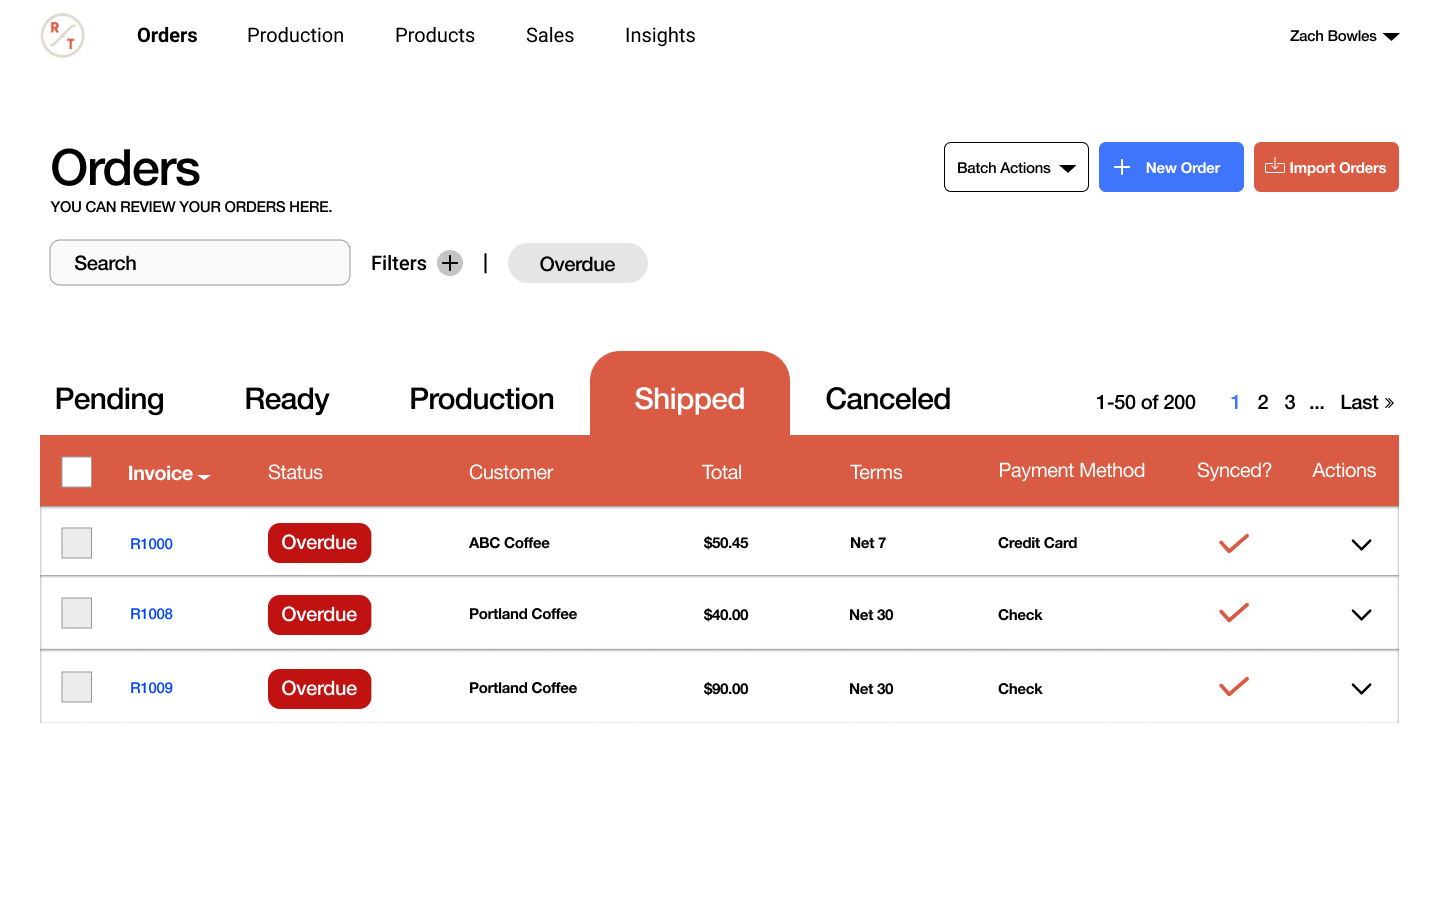 R T
Orders Production Products Sales Insights Zach Bowles
Orders
YOU CAN REVIEW YOUR ORDERS HERE.
Batch Actions New Order Import Orders
Search Filters | Overdue
Pending Ready Production Shipped Canceled 1-50 of 200 1 2 3 ... Last »
Invoice Status Customer Total Terms Payment Method Synced? Actions
R1000 Overdue ABC Coffee $50.45 Net 7 Credit Card
R1008 Overdue Portland Coffee $40.00 Net 30 Check
R1009 Overdue Portland Coffee $90.00 Net 30 Check